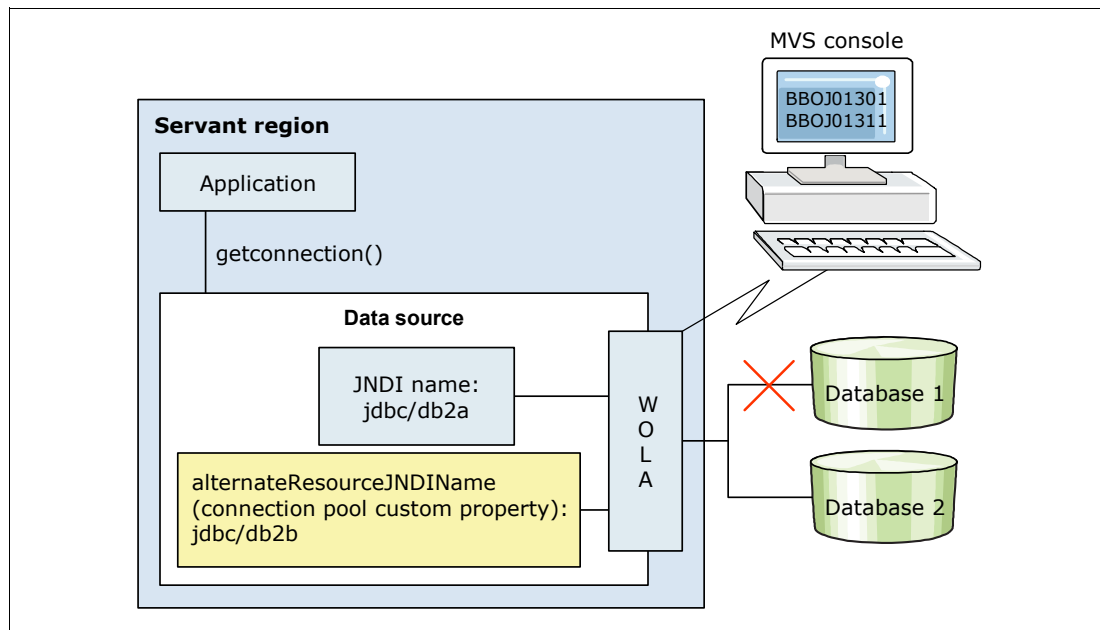 MVS console
BBOJ01301
BBOJ01311
Servant region
Application
getconnection()
Data source
JNDI name:
jdbc/db2a
W
O
L
A
alternateResourceJNDIName
(connection pool custom property):
jdbc/db2b
Database 1
Database 2